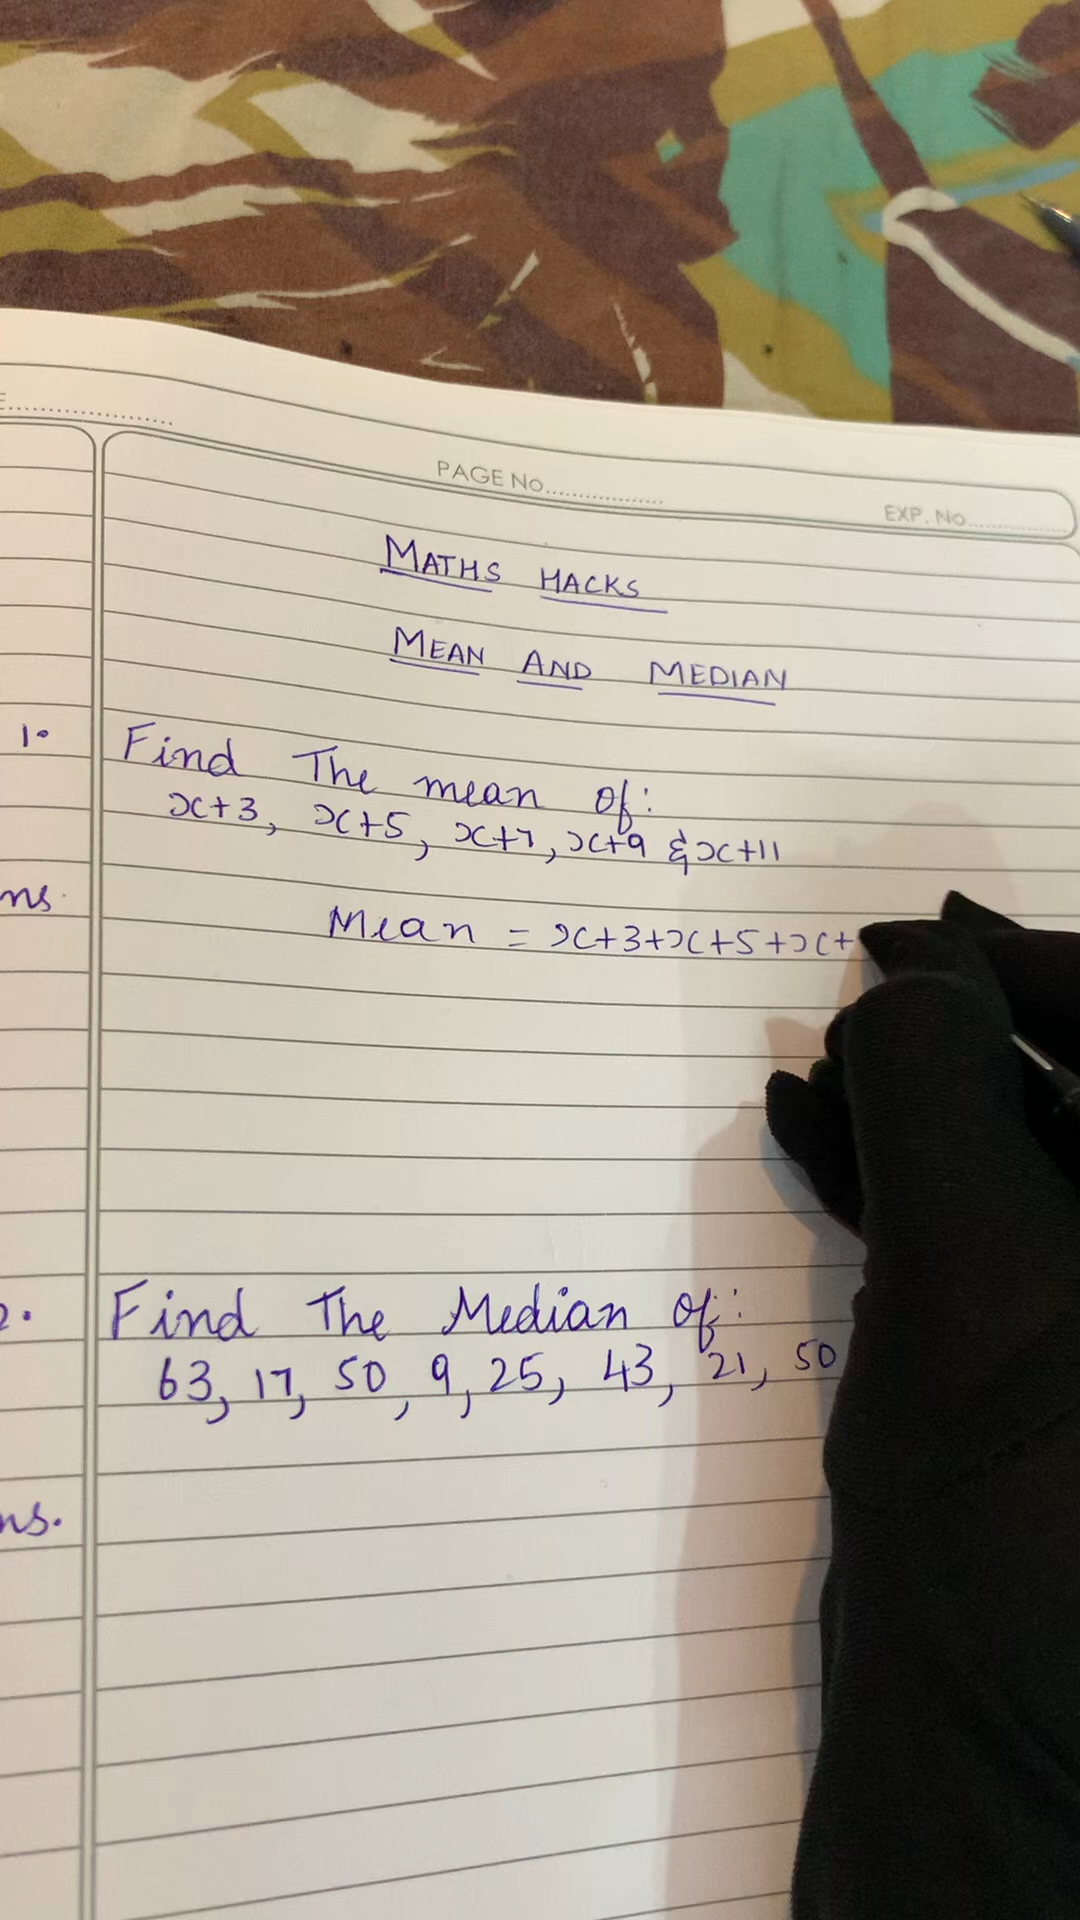 PAGE No.....................
EXP. No.....................
MATHS HACKS
MEAN AND MEDIAN
1. Find The mean of:
x+3, x+5, x+7, x+9 & x+11
ns. Mean = x+3+x+5+x+
2. Find The Median of:
63, 17, 50, 9, 25, 43, 21, 50
ns.